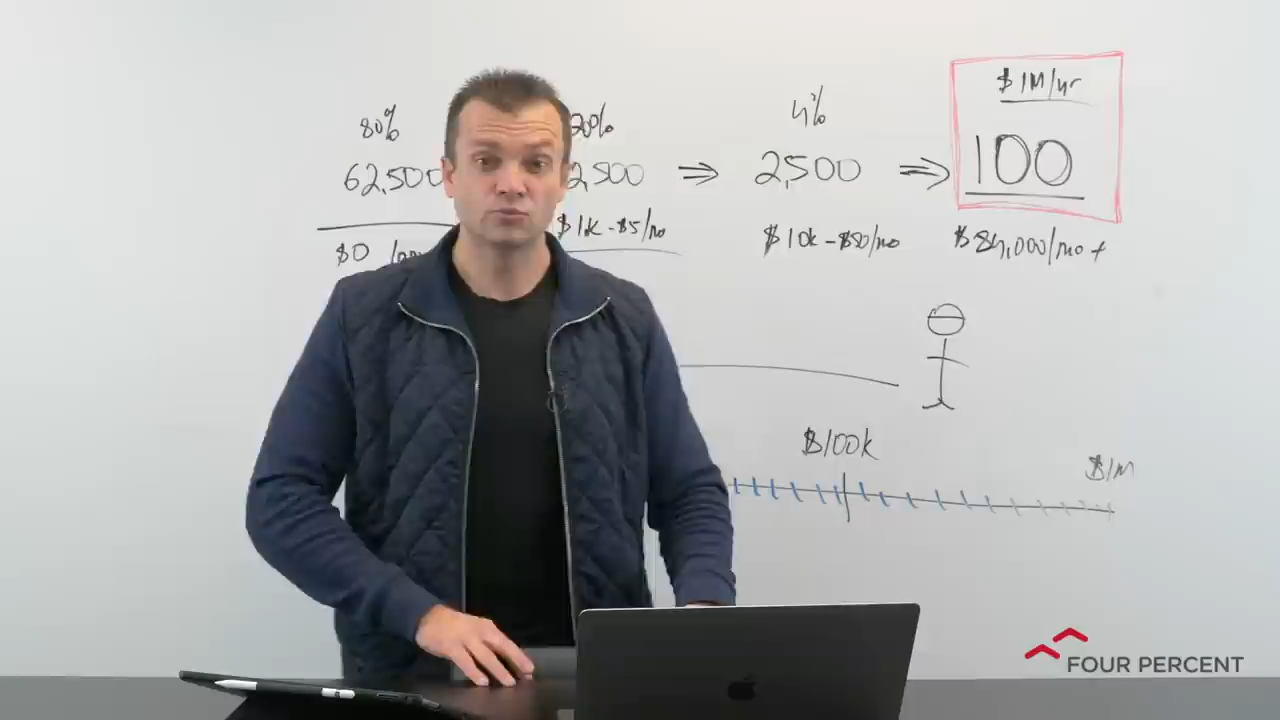 $1M/yr
80%
20%
4%
62,500
2,500
⇒
2,500
⇒
100
$0
$1K-$5/mo
$10k-$80/mo
$84,000/mo+
$100k
$1M
FOUR PERCENT